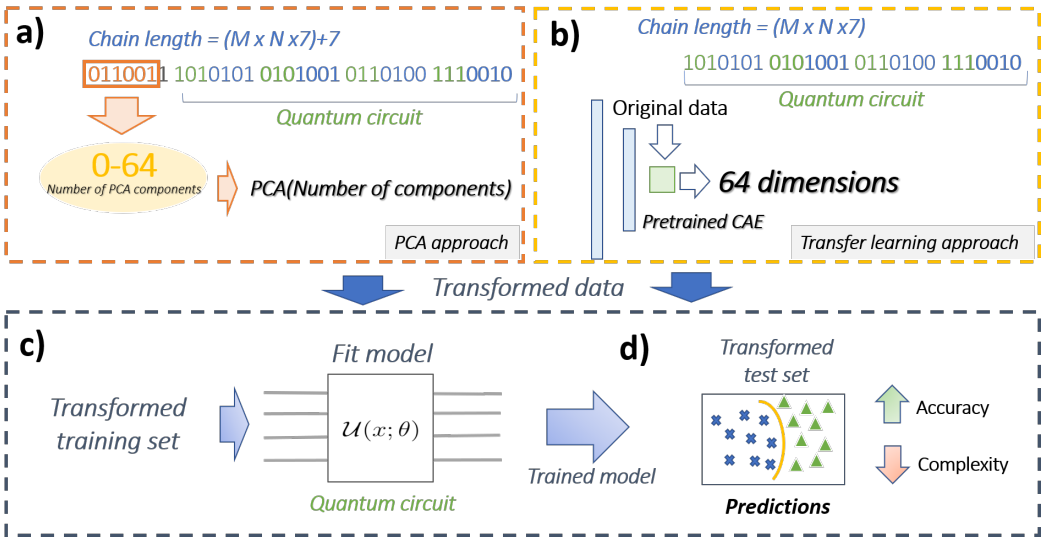 a)
Chain length = (M x N x7)+7
0110011 1010101 0101001 0110100 1110010
Quantum circuit
0-64
Number of PCA components
PCA(Number of components)
PCA approach
b)
Chain length = (M x N x7)
1010101 0101001 0110100 1110010
Quantum circuit
Original data
64 dimensions
Pretrained CAE
Transfer learning approach
Transformed data
c)
Transformed
training set
Fit model
U(x; θ)
Quantum circuit
Trained model
d)
Transformed
test set
Predictions
Accuracy
Complexity